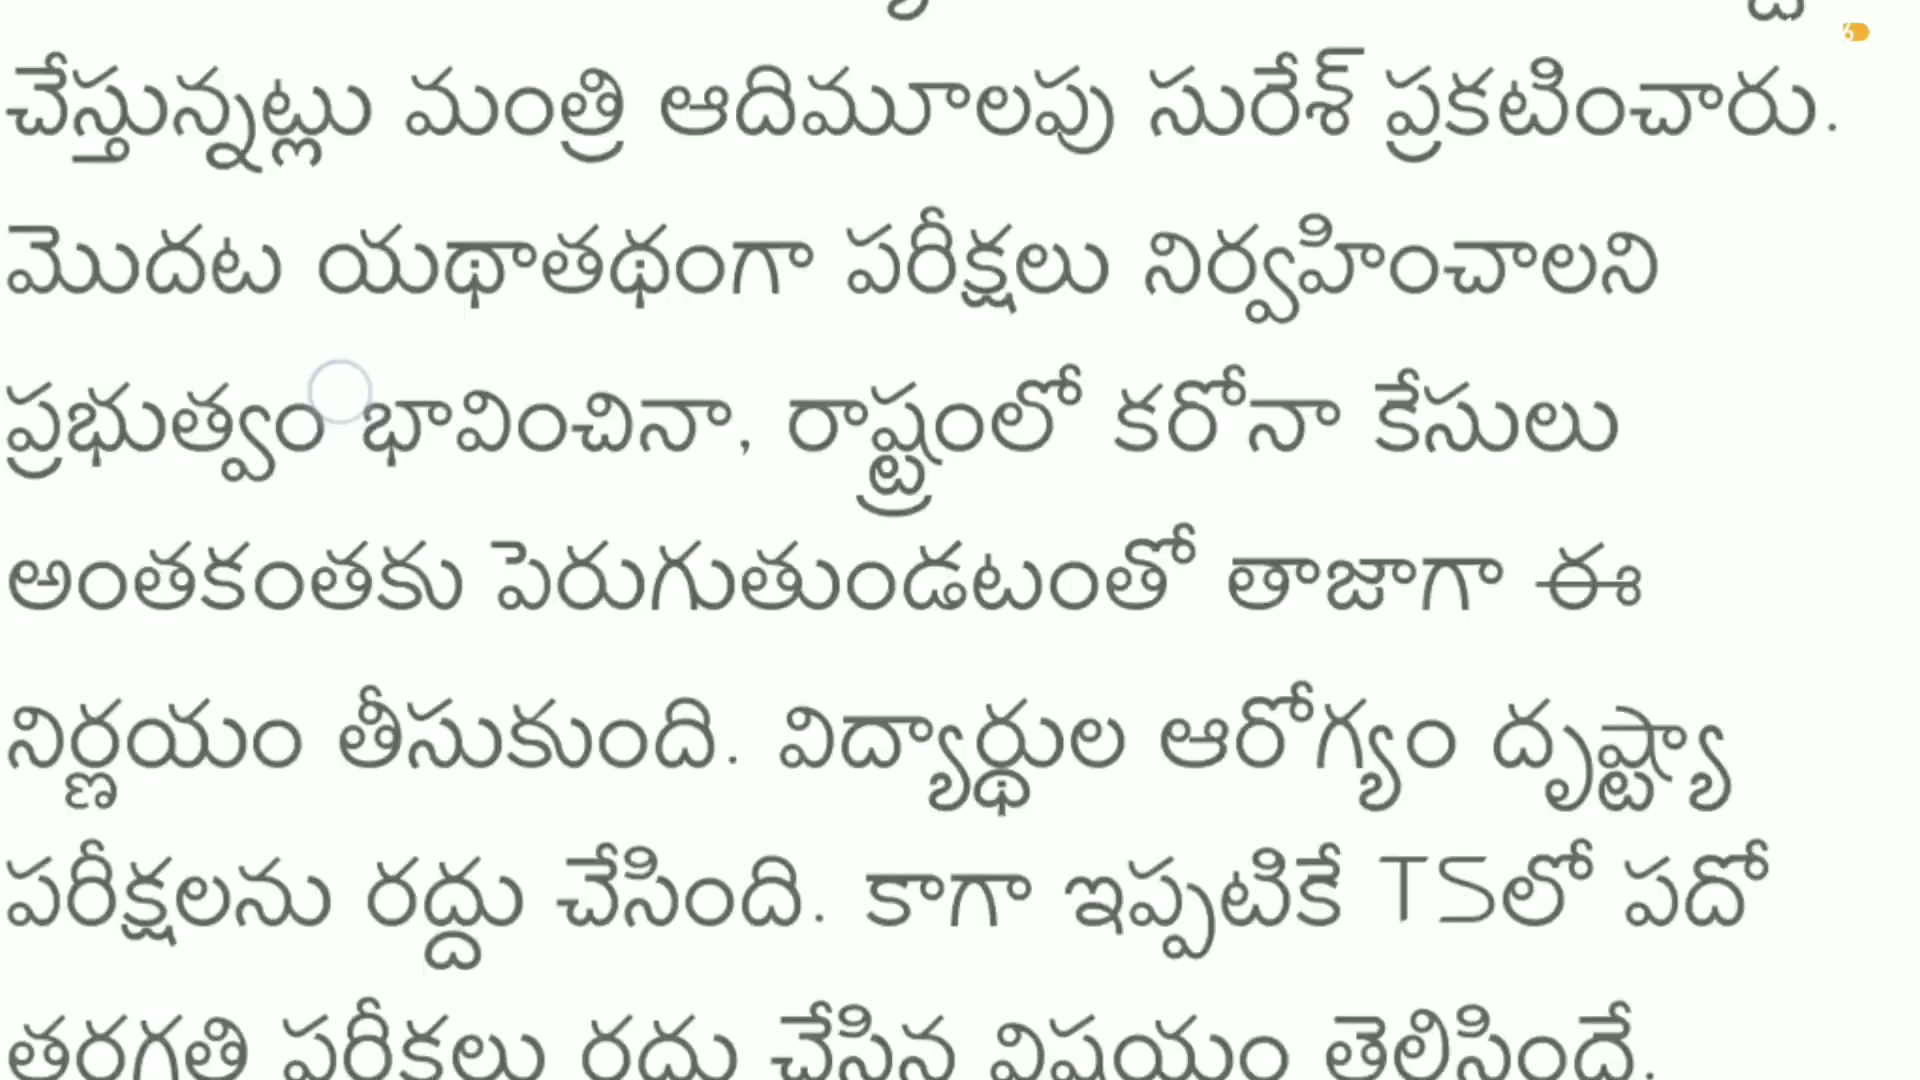 చేస్తున్నట్లు మంత్రి ఆదిమూలపు సురేశ్ ప్రకటించారు.
మొదట యథాతథంగా పరీక్షలు నిర్వహించాలని
ప్రభుత్వం భావించినా, రాష్ట్రంలో కరోనా కేసులు
అంతకంతకు పెరుగుతుండటంతో తాజాగా ఈ
నిర్ణయం తీసుకుంది. విద్యార్థుల ఆరోగ్యం దృష్ట్యా
పరీక్షలను రద్దు చేసింది. కాగా ఇప్పటికే TSలో పదో
తరగతి పరీక్షలు రద్దు చేసిన విషయం తెలిసిందే.